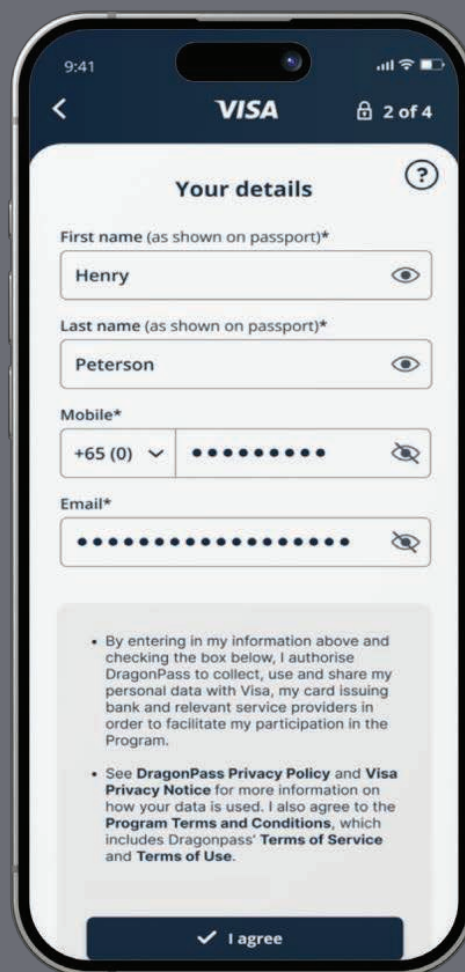 9:41
VISA
2 of 4
?
Your details
First name (as shown on passport)*
Henry
Last name (as shown on passport)*
Peterson
Mobile*
+65 (0) •••••••••
Email*
••••••••••••••••••
• By entering in my information above and
checking the box below, I authorise
DragonPass to collect, use and share my
personal data with Visa, my card issuing
bank and relevant service providers in
order to facilitate my participation in the
Program.
• See DragonPass Privacy Policy and Visa
Privacy Notice for more information on
how your data is used. I also agree to the
Program Terms and Conditions, which
includes Dragonpass' Terms of Service
and Terms of Use.
✓ I agree